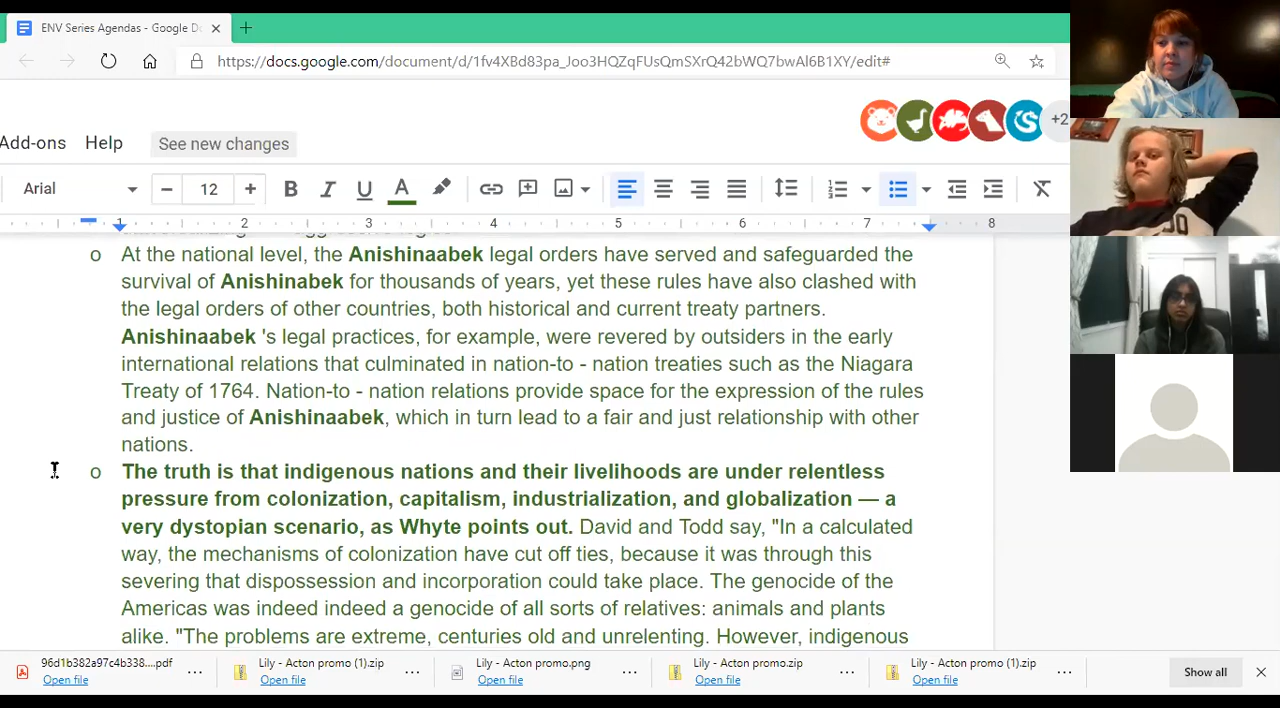 ENV Series Agendas - Google D
https://docs.google.com/document/d/1fv4XBd83pa_Joo3HQZqFUsQmSXrQ42bWQ7bwAl6B1XY/edit#
+2
Add-ons Help See new changes
Arial 12 B I U A
1 2 3 4 5 6 7 8
o At the national level, the Anishinaabek legal orders have served and safeguarded the
survival of Anishinabek for thousands of years, yet these rules have also clashed with
the legal orders of other countries, both historical and current treaty partners.
Anishinaabek 's legal practices, for example, were revered by outsiders in the early
international relations that culminated in nation-to - nation treaties such as the Niagara
Treaty of 1764. Nation-to - nation relations provide space for the expression of the rules
and justice of Anishinaabek, which in turn lead to a fair and just relationship with other
nations.
o The truth is that indigenous nations and their livelihoods are under relentless
pressure from colonization, capitalism, industrialization, and globalization — a
very dystopian scenario, as Whyte points out. David and Todd say, "In a calculated
way, the mechanisms of colonization have cut off ties, because it was through this
severing that dispossession and incorporation could take place. The genocide of the
Americas was indeed indeed a genocide of all sorts of relatives: animals and plants
alike. "The problems are extreme, centuries old and unrelenting. However, indigenous
96d1b382a97c4b338....pdf Lily - Acton promo (1).zip Lily - Acton promo.png Lily - Acton promo.zip Lily - Acton promo (1).zip
Open file Open file Open file Open file Open file
Show all